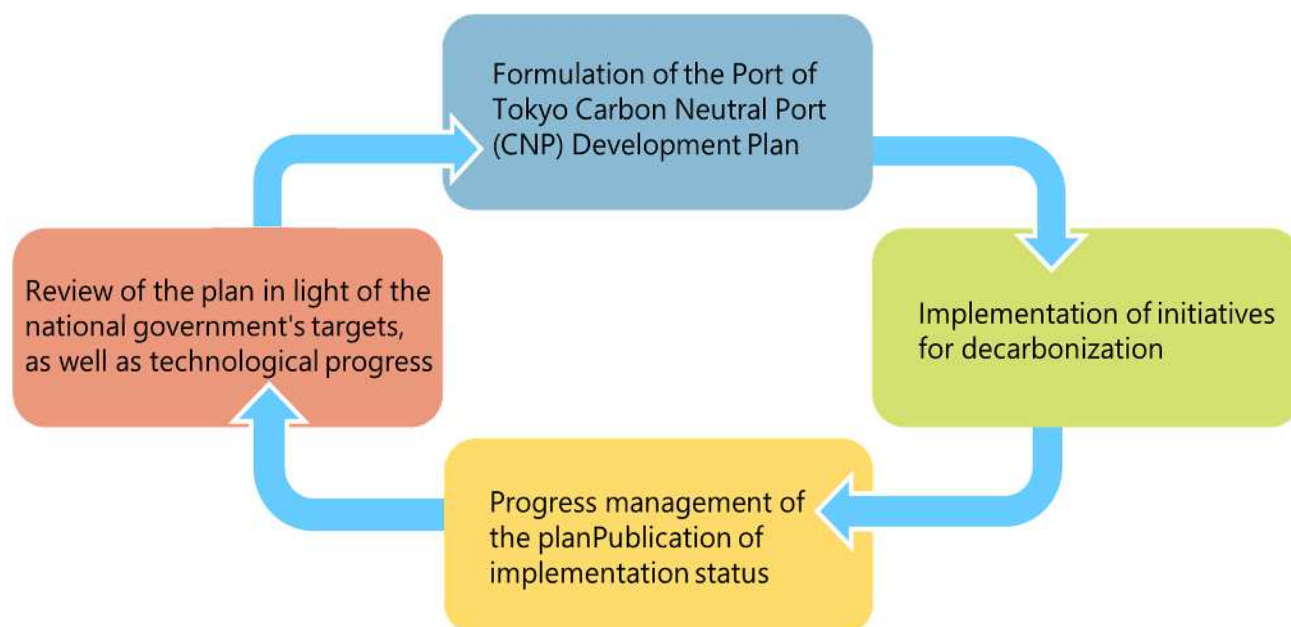 Formulation of the Port of
Tokyo Carbon Neutral Port
(CNP) Development Plan
Implementation of initiatives
for decarbonization
Progress management of
the planPublication of
implementation status
Review of the plan in light of the
national government's targets,
as well as technological progress